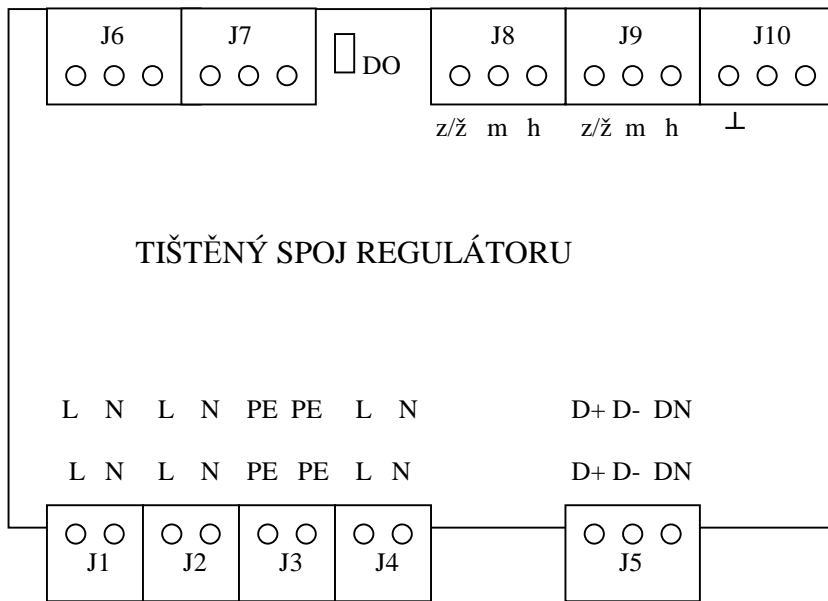 J6 J7 DO J8 J9 J10
z/ž m h z/ž m h ⊥
TIŠTĚNÝ SPOJ REGULÁTORU
L N L N PE PE L N D+ D- DN
L N L N PE PE L N D+ D- DN
J1 J2 J3 J4 J5